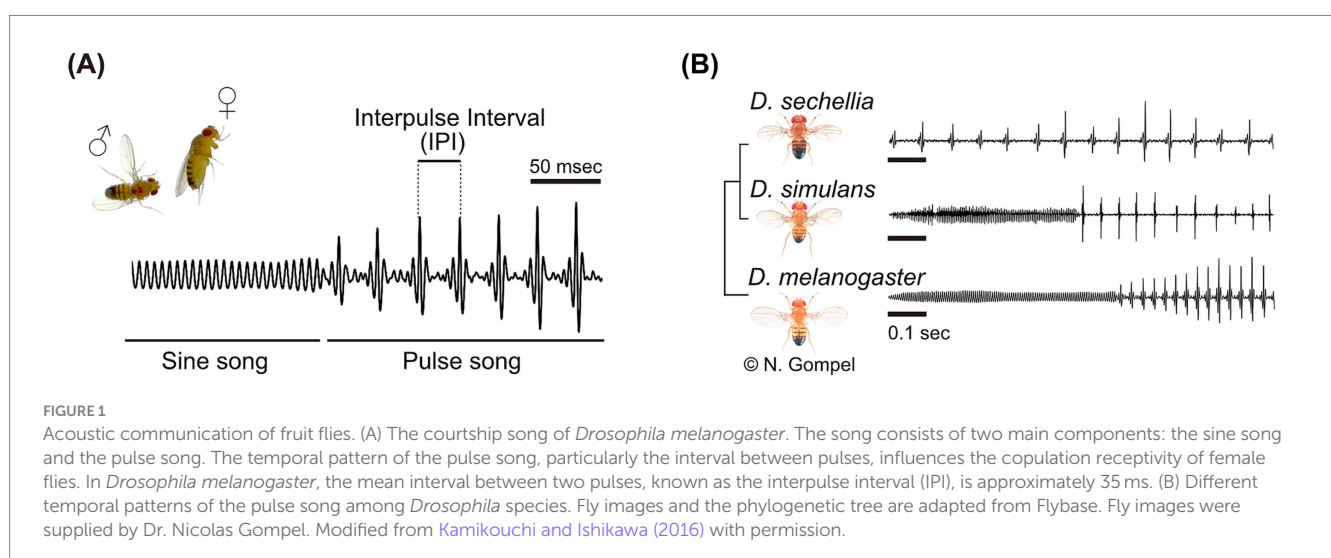 (A)
♂
♀
Interpulse Interval
(IPI)
50 msec
Sine song
Pulse song
(B)
D. sechellia
D. simulans
D. melanogaster
0.1 sec
© N. Gompel
FIGURE 1
Acoustic communication of fruit flies. (A) The courtship song of Drosophila melanogaster. The song consists of two main components: the sine song
and the pulse song. The temporal pattern of the pulse song, particularly the interval between pulses, influences the copulation receptivity of female
flies. In Drosophila melanogaster, the mean interval between two pulses, known as the interpulse interval (IPI), is approximately 35 ms. (B) Different
temporal patterns of the pulse song among Drosophila species. Fly images and the phylogenetic tree are adapted from Flybase. Fly images were
supplied by Dr. Nicolas Gompel. Modified from Kamikouchi and Ishikawa (2016) with permission.